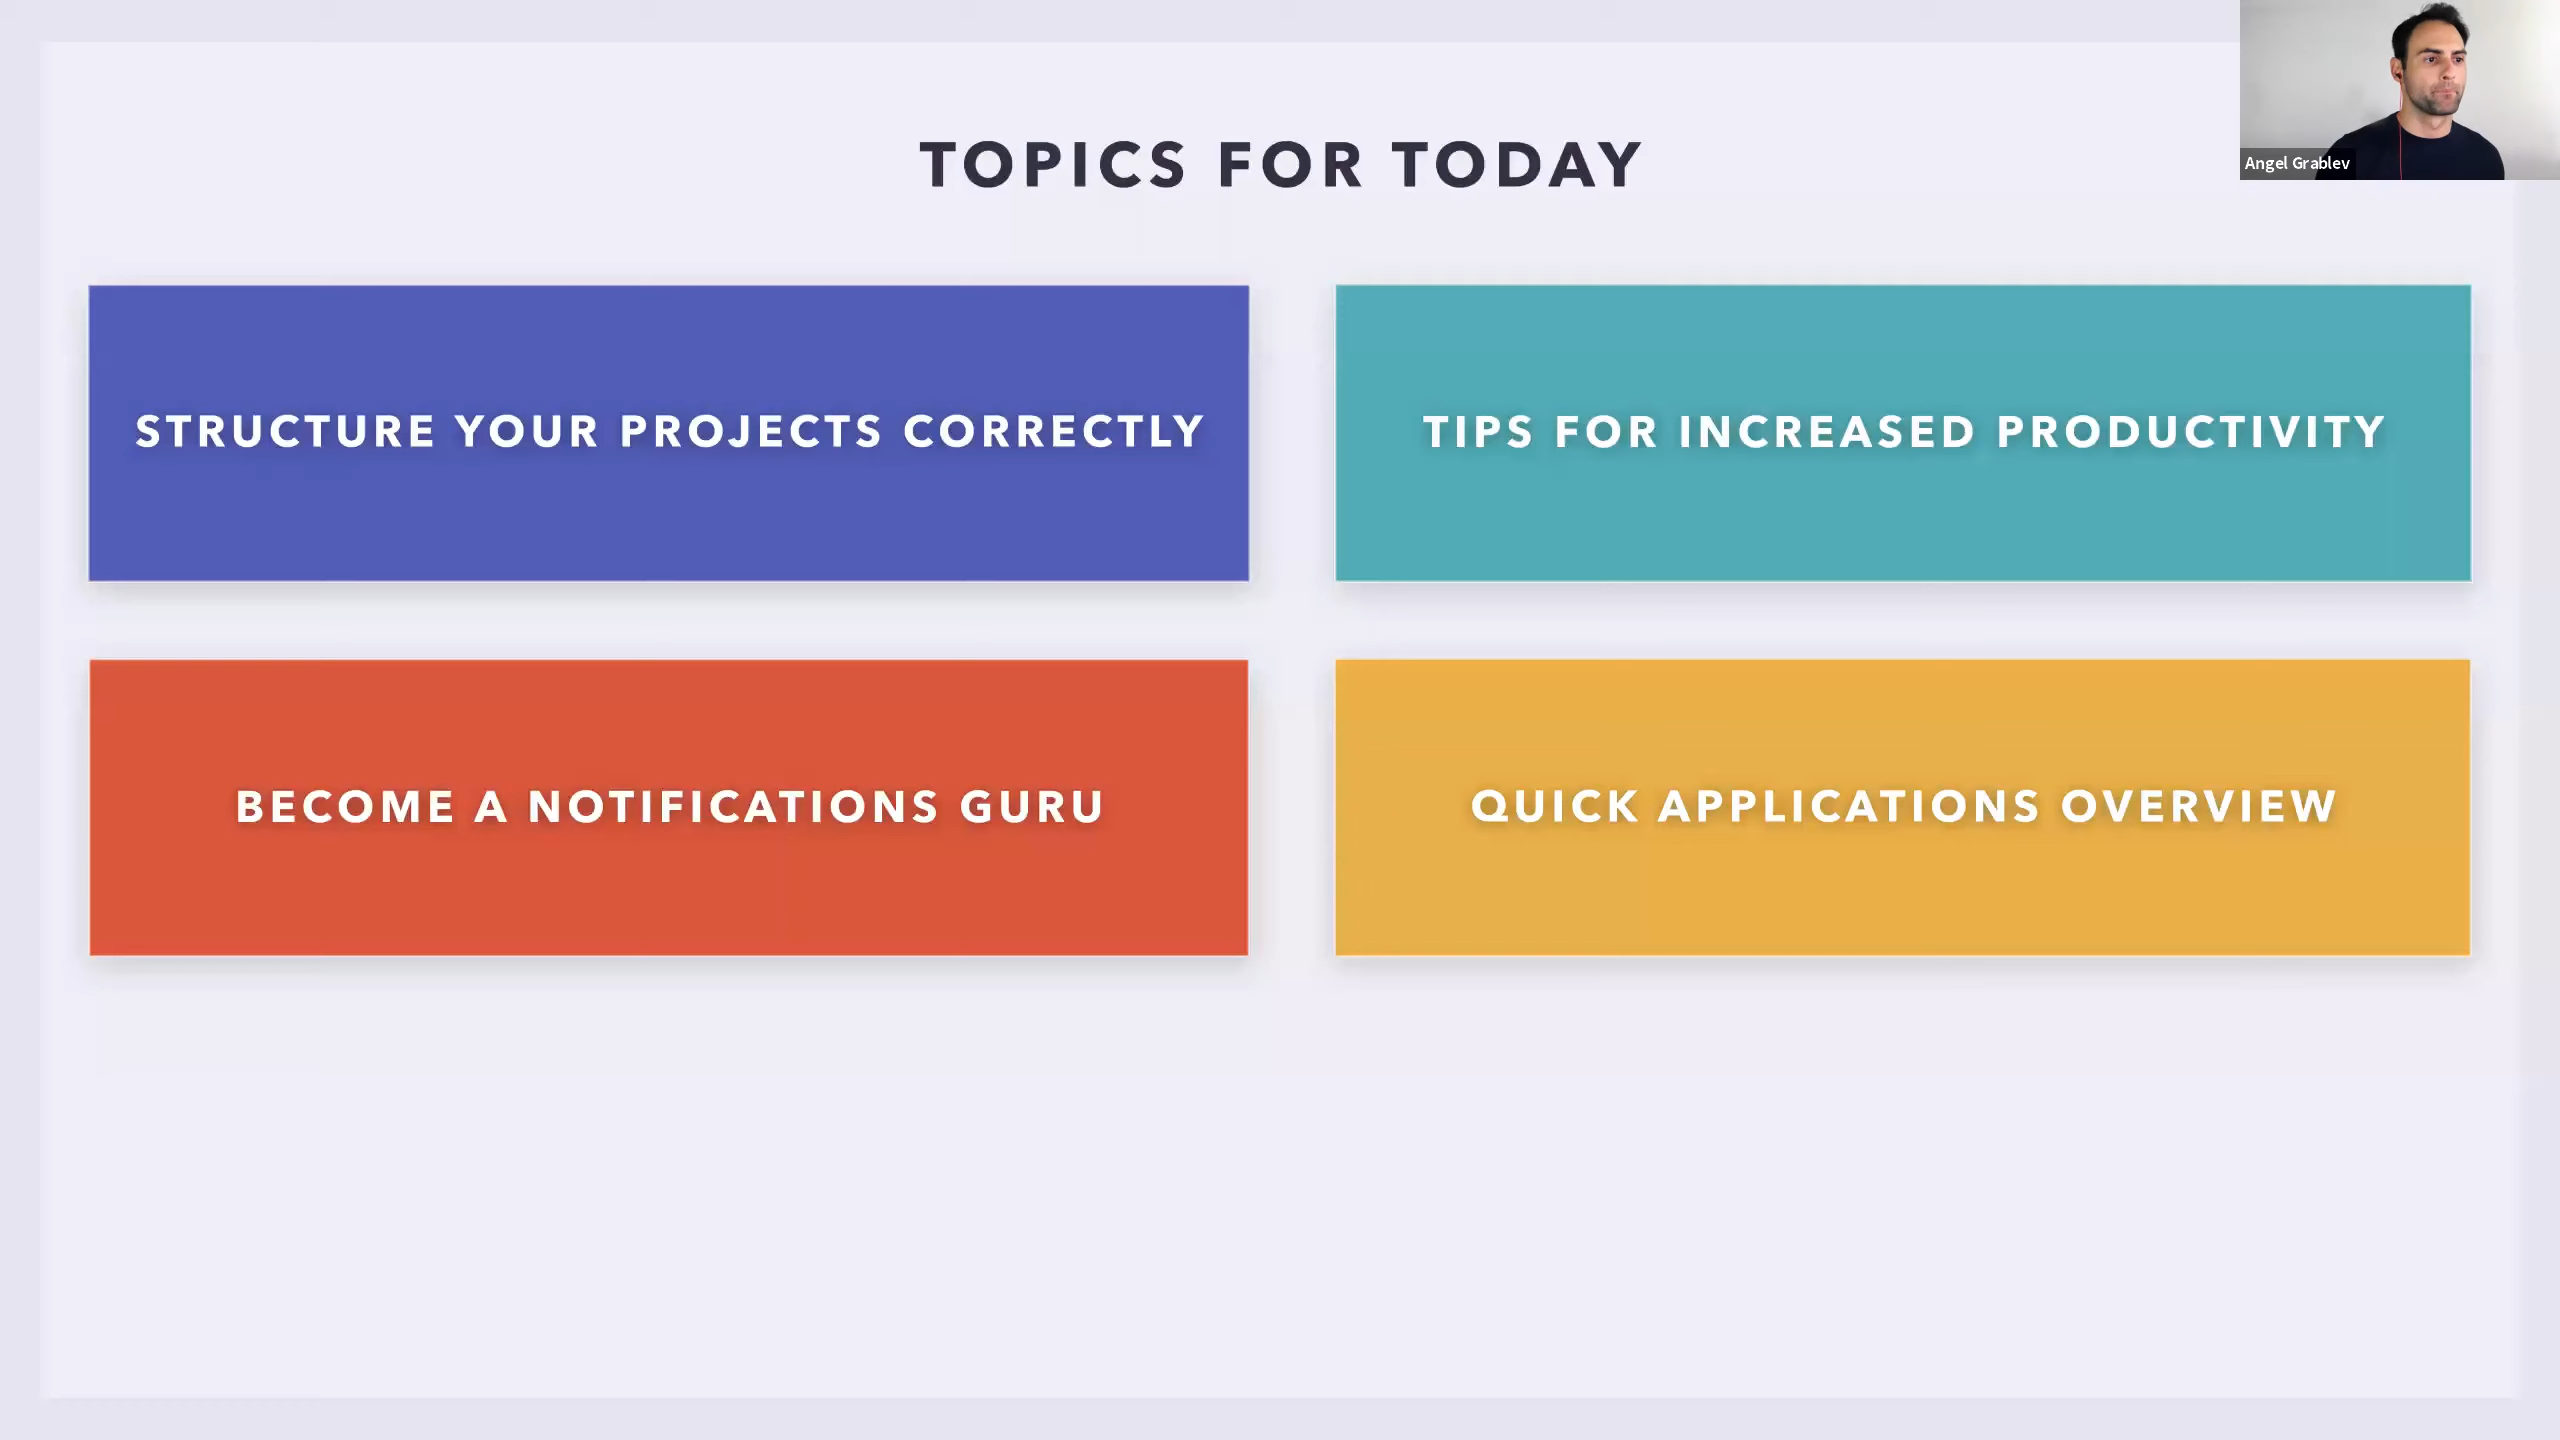 TOPICS FOR TODAY
Angel Grablev
STRUCTURE YOUR PROJECTS CORRECTLY
TIPS FOR INCREASED PRODUCTIVITY
BECOME A NOTIFICATIONS GURU
QUICK APPLICATIONS OVERVIEW